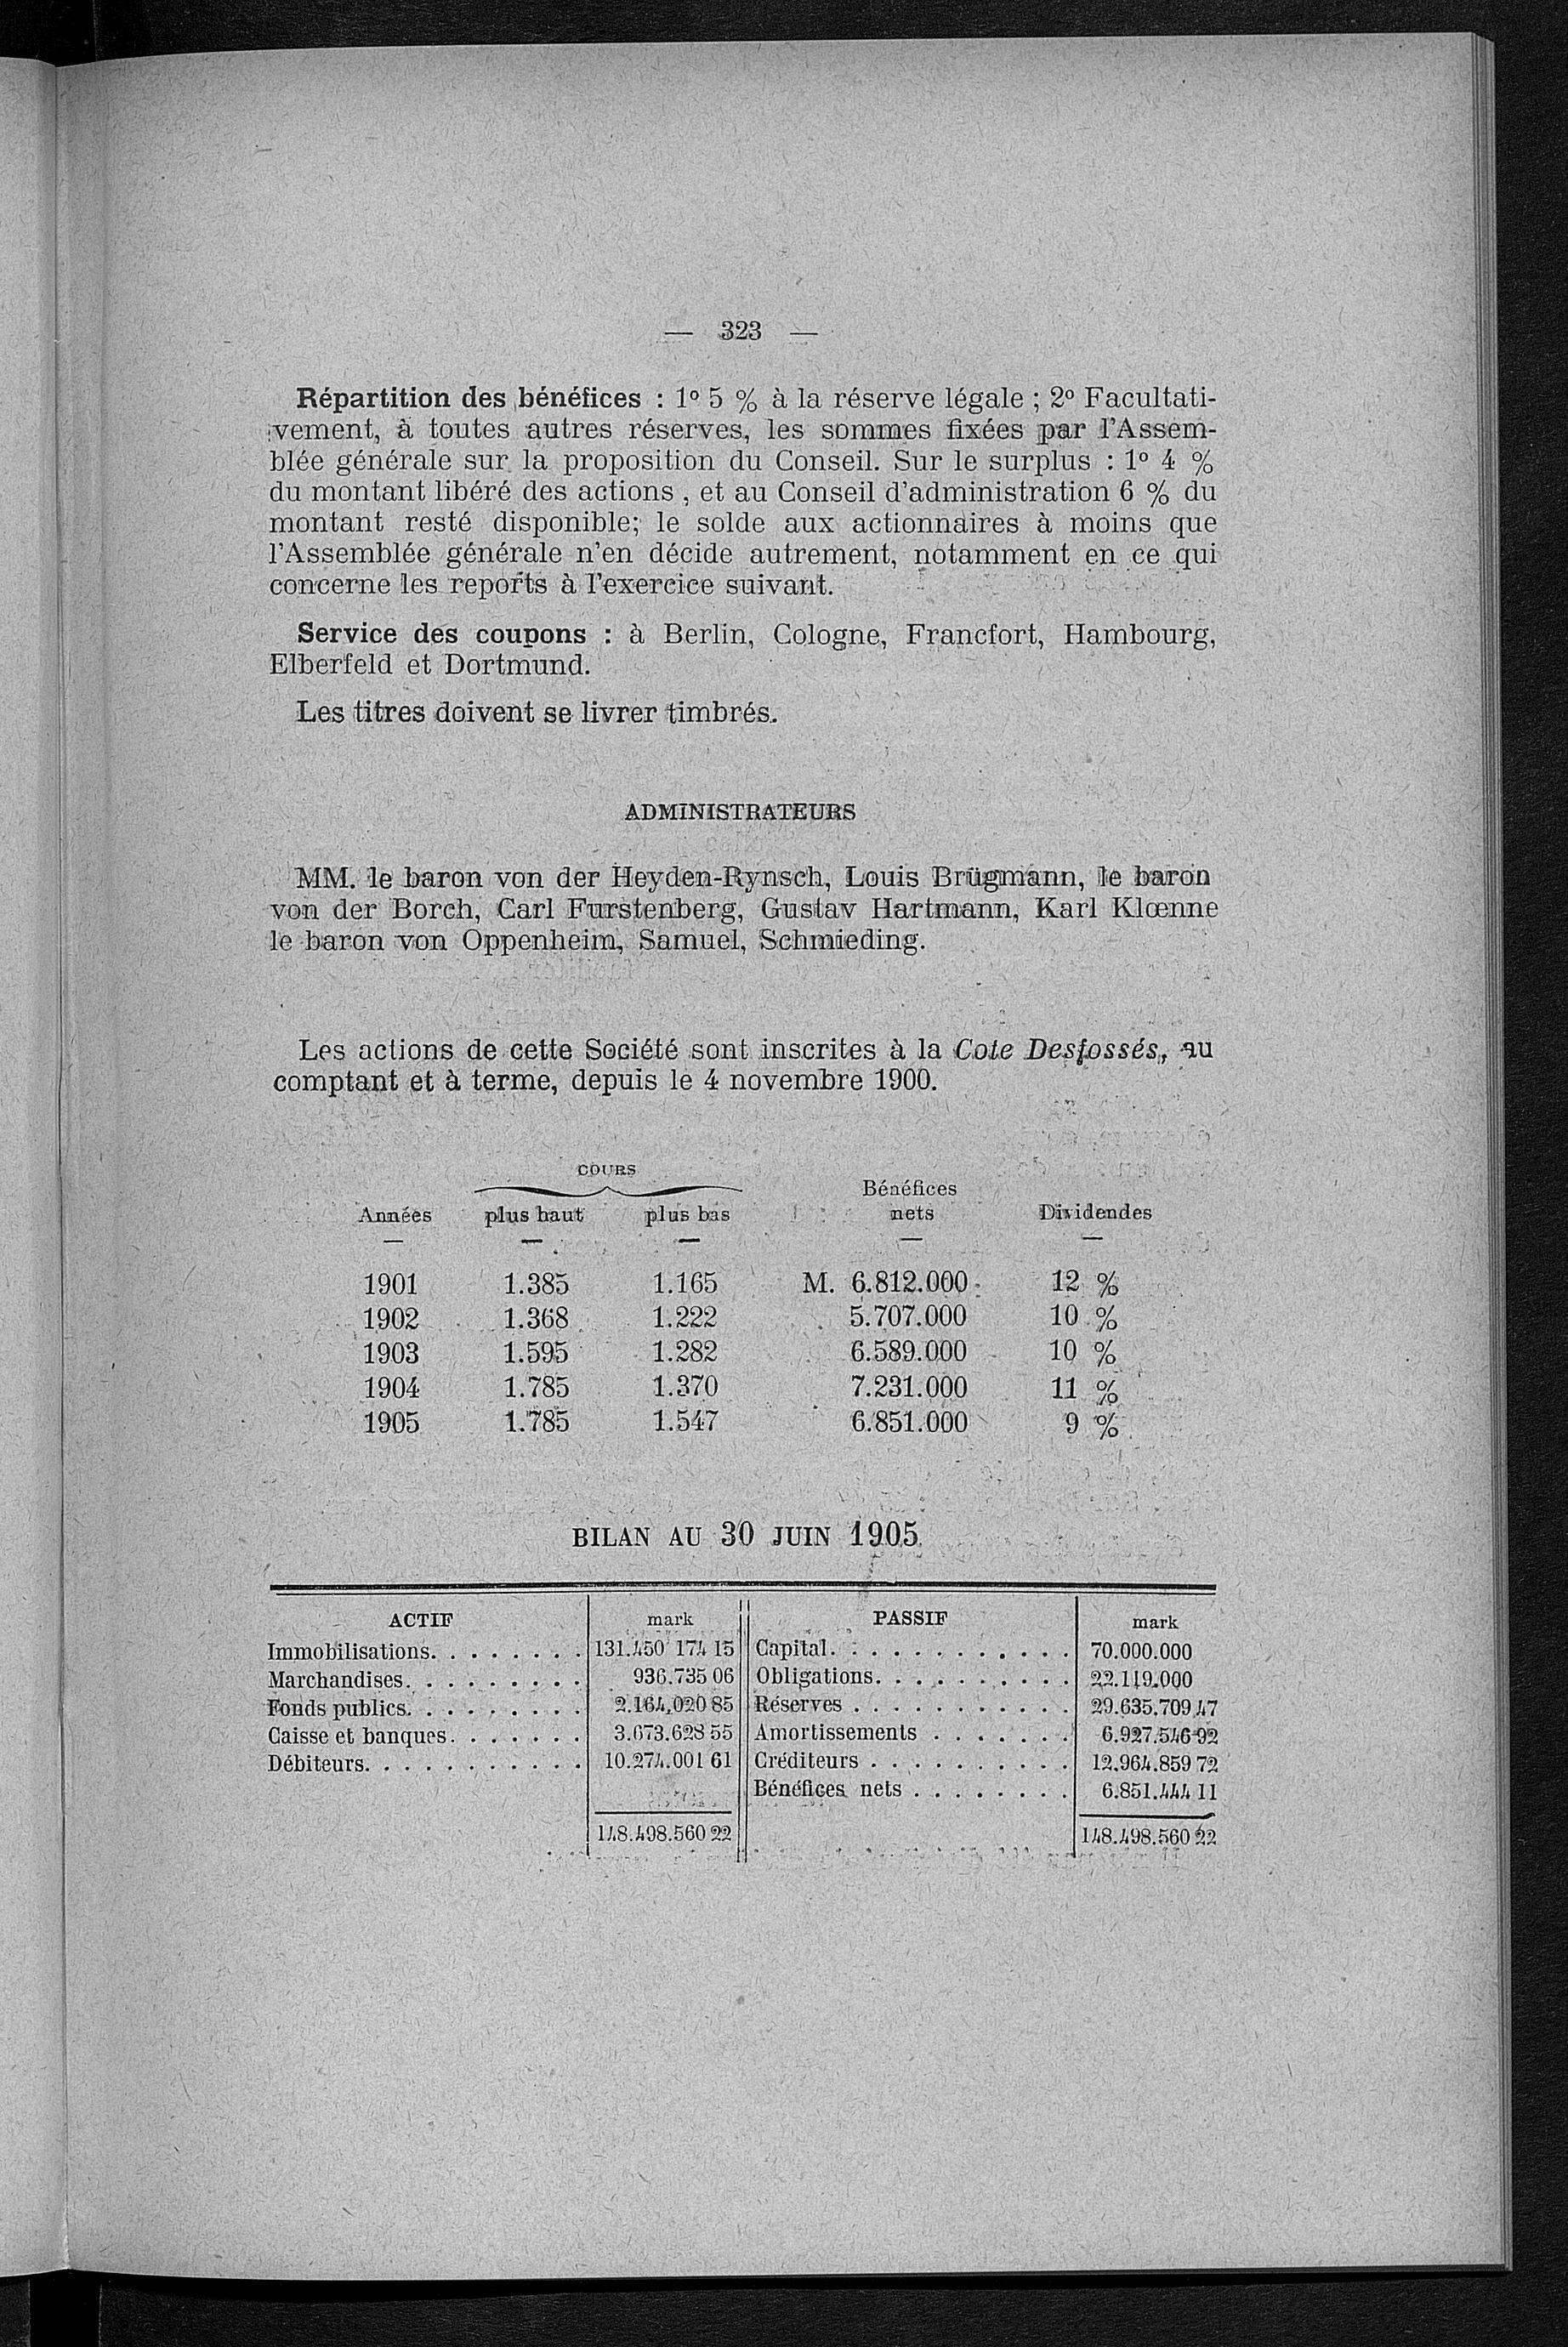 — 323 —
Répartition des bénéfices : 1o 5 % à la réserve légale ; 2o Facultati-
vement, à toutes autres réserves, les sommes fixées par l'Assem-
blée générale sur la proposition du Conseil. Sur le surplus : 1o 4 %
du montant libéré des actions, et au Conseil d'administration 6 % du
montant resté disponible; le solde aux actionnaires à moins que
l'Assemblée générale n'en décide autrement, notamment en ce qui
concerne les reports à l'exercice suivant.
Service des coupons : à Berlin, Cologne, Francfort, Hambourg,
Elberfeld et Dortmund.
Les titres doivent se livrer timbrés.
ADMINISTRATEURS
MM. le baron von der Heyden-Rynsch, Louis Brügmann, le baron
von der Borch, Carl Furstenberg, Gustav Hartmann, Karl Klœnne
le baron von Oppenheim, Samuel, Schmieding.
Les actions de cette Société sont inscrites à la Cote Desfossés, au
comptant et à terme, depuis le 4 novembre 1900.
COURS
Bénéfices
Années plus haut plus bas nets Dividendes
1901 1.385 1.165 M. 6.812.000 12 %
1902 1.368 1.222 5.707.000 10 %
1903 1.595 1.282 6.589.000 10 %
1904 1.785 1.370 7.231.000 11 %
1905 1.785 1.547 6.851.000 9 %
BILAN AU 30 JUIN 1905
ACTIF mark PASSIF mark
Immobilisations. . . . . . . . 131.450 174 15 Capital. . . . . . . . . . . . 70.000.000
Marchandises. . . . . . . . . 936.735 06 Obligations. . . . . . . . . . 22.119.000
Fonds publics. . . . . . . . . 2.164.020 85 Réserves . . . . . . . . . . . 29.635.709 47
Caisse et banques. . . . . . . 3.673.628 55 Amortissements . . . . . . . 6.927.546 92
Débiteurs. . . . . . . . . . . 10.274.001 61 Créditeurs . . . . . . . . . . 12.964.859 72
Bénéfices nets . . . . . . . . 6.851.444 11
148.498.560 22 148.498.560 22